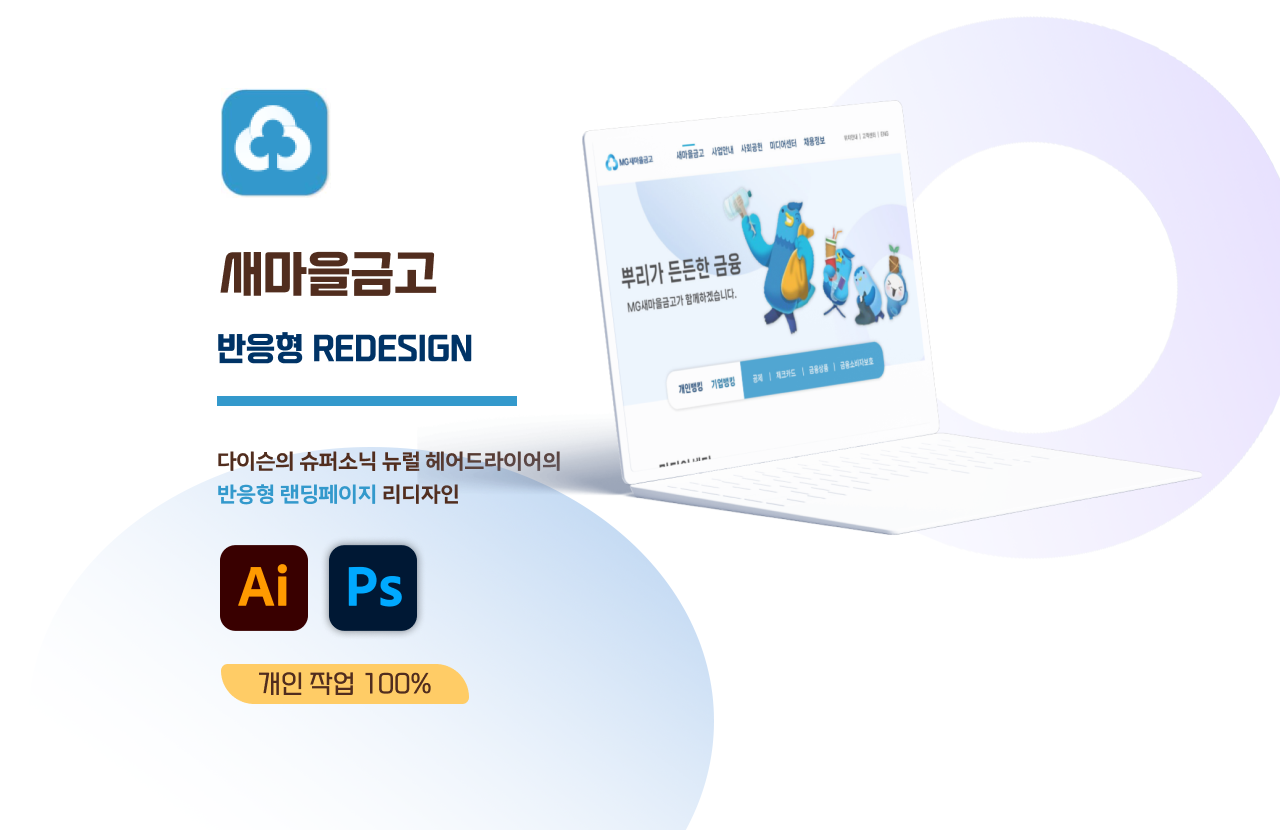 새마을금고
반응형 REDESIGN
다이슨의 슈퍼소닉 뉴럴 헤어드라이어의
반응형 랜딩페이지 리디자인
Ai Ps
개인 작업 100%
MG새마을금고 새마을금고 사업안내 사회공헌 미디어센터 채용정보 | 고객센터 | ENG
뿌리가 든든한 금융
MG새마을금고가 함께하겠습니다.
개인뱅킹 기업뱅킹 공제 | 체크카드 | 금융상품 | 금융소비자보호